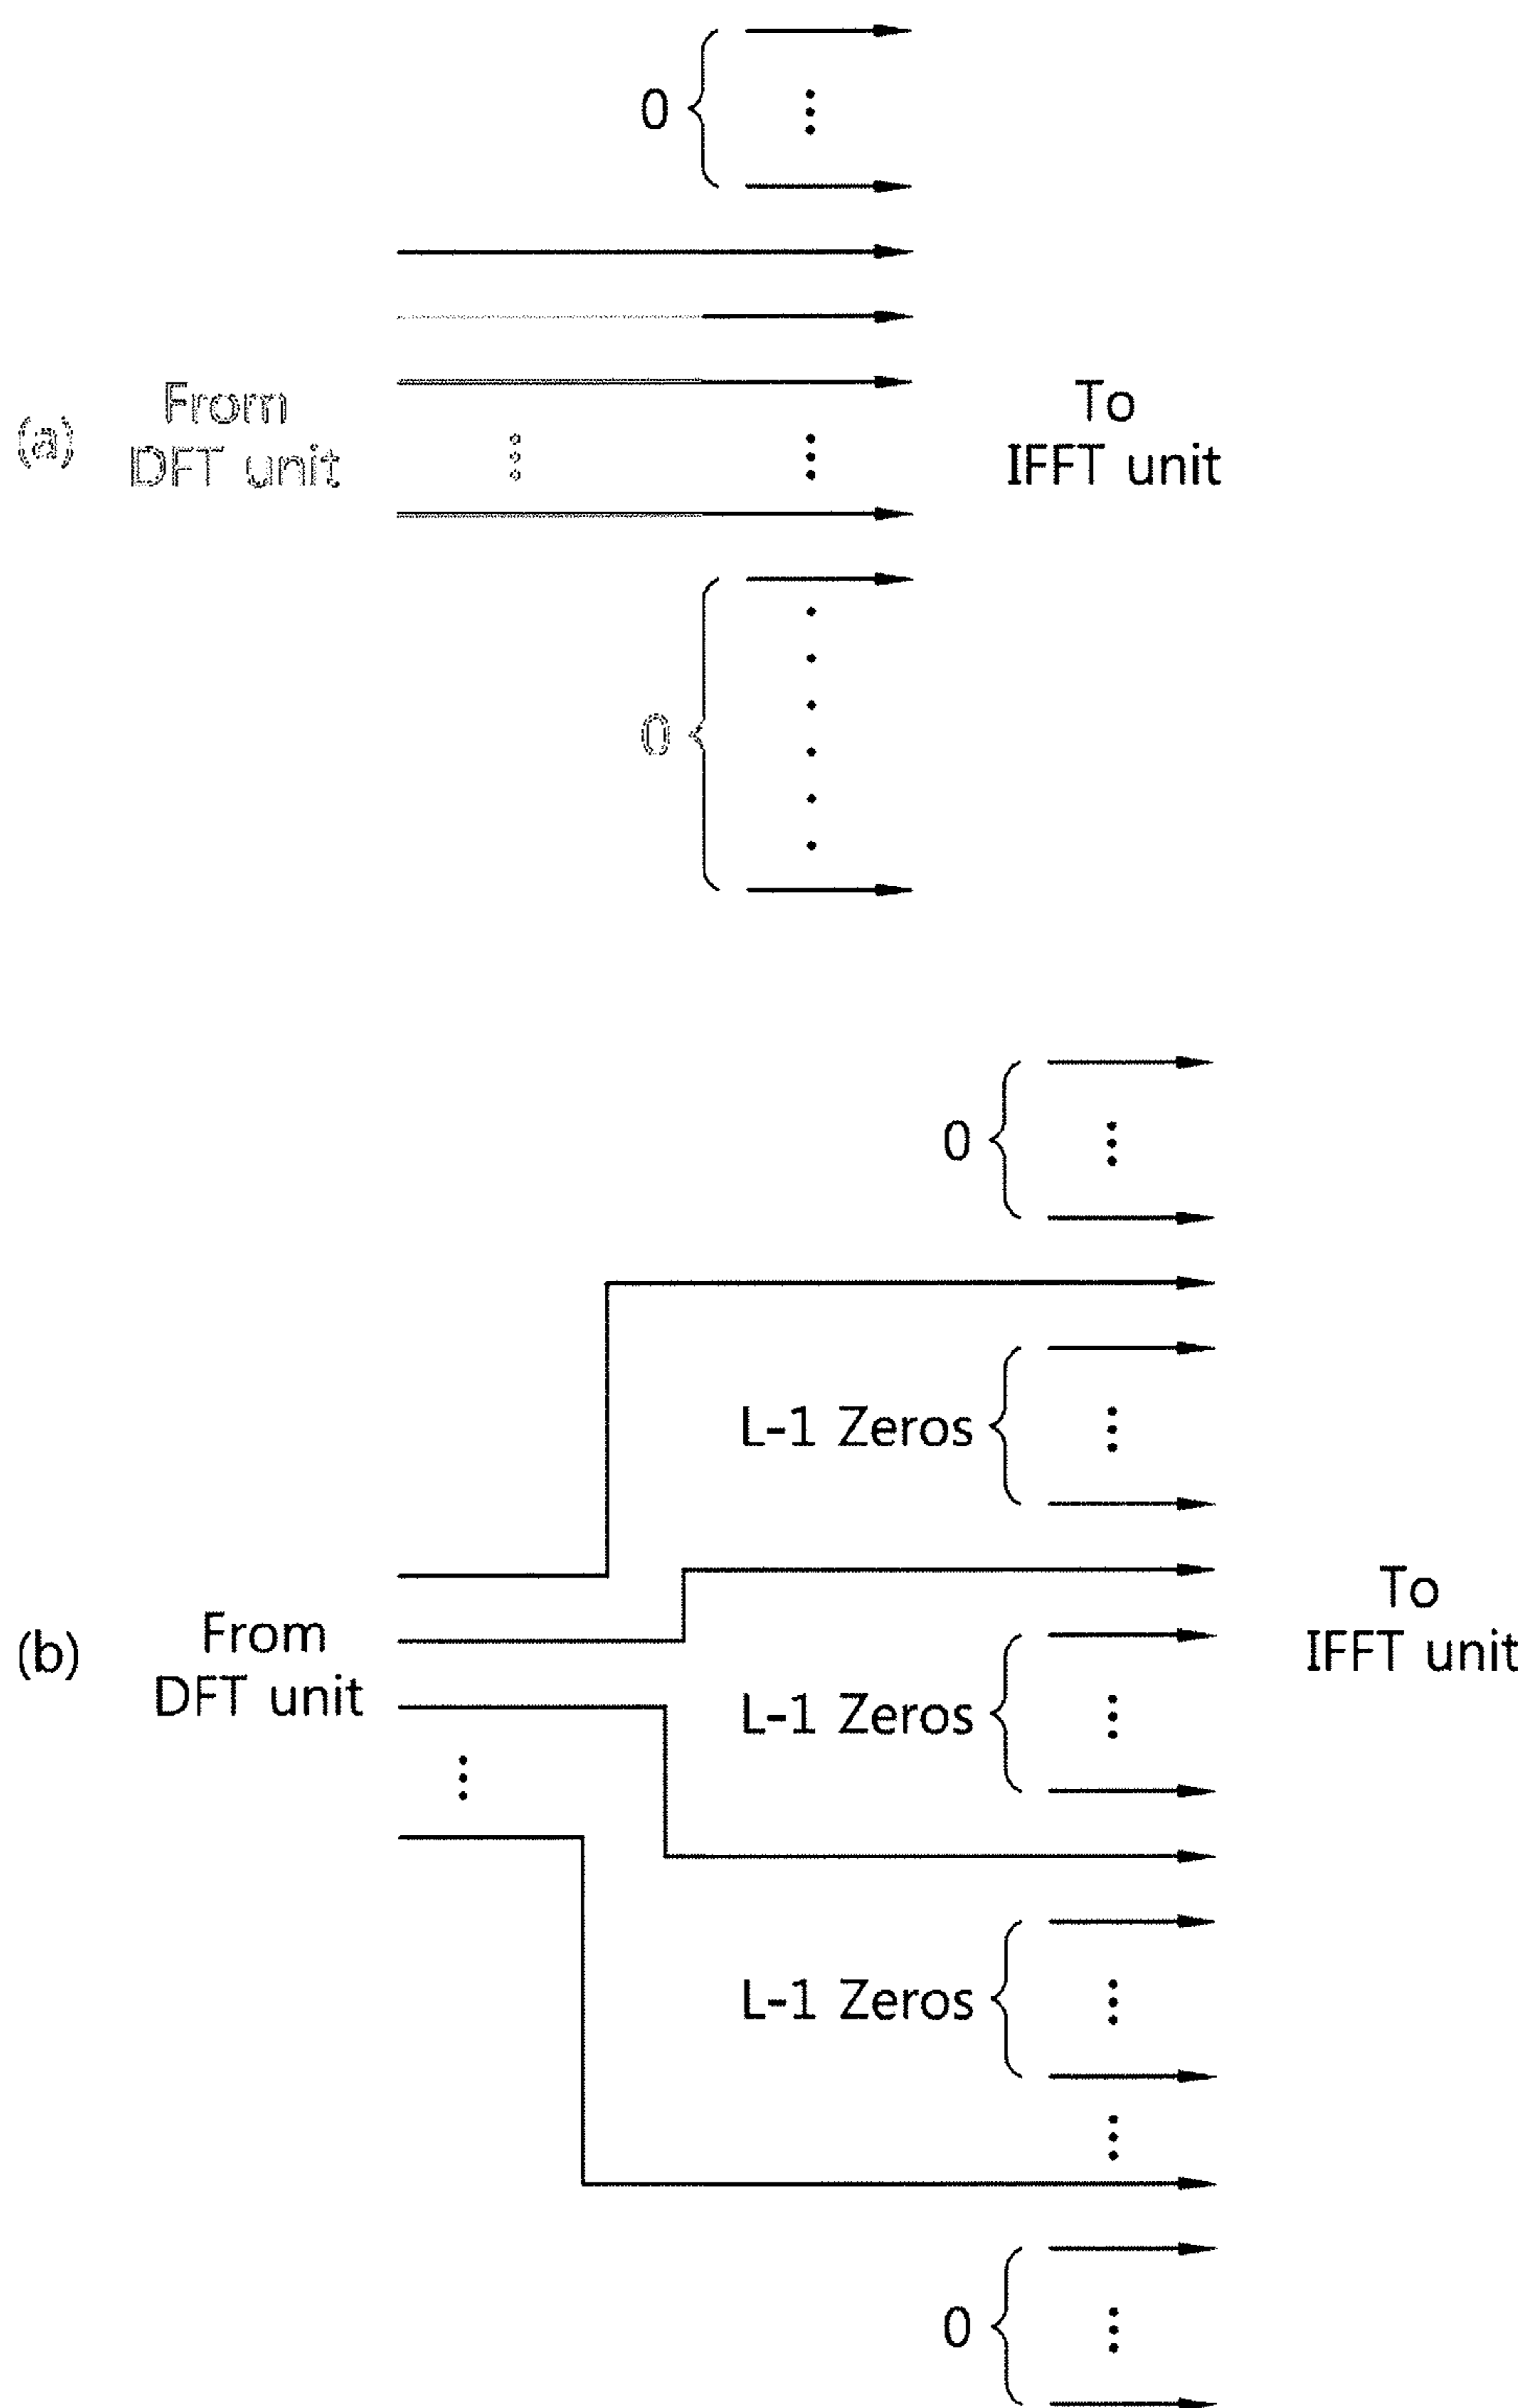 0
(a)
From
DFT unit
To
IFFT unit
0
0
L-1 Zeros
(b)
From
DFT unit
L-1 Zeros
To
IFFT unit
L-1 Zeros
0